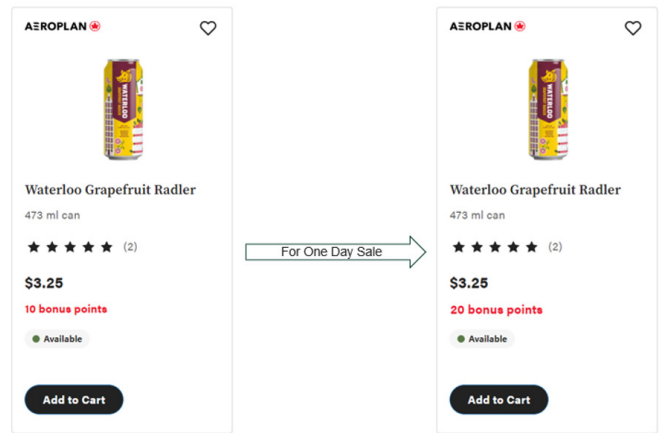 AEROPLAN
WATERLOO
Waterloo Grapefruit Radler
473 ml can
(2)
$3.25
10 bonus points
Available
Add to Cart
For One Day Sale
AEROPLAN
WATERLOO
Waterloo Grapefruit Radler
473 ml can
(2)
$3.25
20 bonus points
Available
Add to Cart